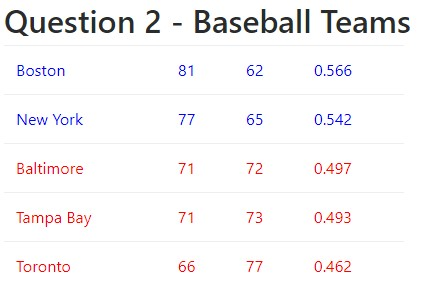 Question 2 - Baseball Teams
Boston 81 62 0.566
New York 77 65 0.542
Baltimore 71 72 0.497
Tampa Bay 71 73 0.493
Toronto 66 77 0.462